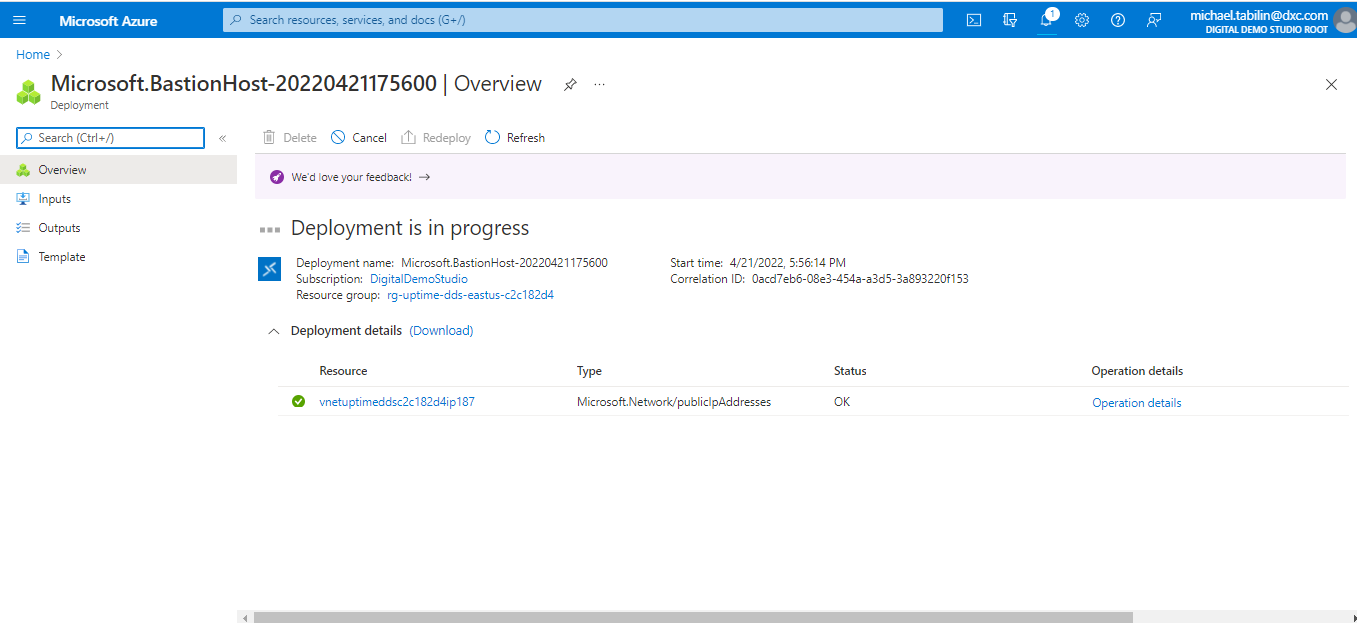 Microsoft Azure
Search resources, services, and docs (G+/)
1
michael.tabilin@dxc.com
DIGITAL DEMO STUDIO ROOT
Home
Microsoft.BastionHost-20220421175600 | Overview
Deployment
Search (Ctrl+/)
Overview
Inputs
Outputs
Template
Delete Cancel Redeploy Refresh
We'd love your feedback! →
Deployment is in progress
Deployment name: Microsoft.BastionHost-20220421175600
Subscription: DigitalDemoStudio
Resource group: rg-uptime-dds-eastus-c2c182d4
Start time: 4/21/2022, 5:56:14 PM
Correlation ID: 0acd7eb6-08e3-454a-a3d5-3a893220f153
Deployment details (Download)
Resource Type Status Operation details
vnetuptimeddsc2c182d4ip187 Microsoft.Network/publicIpAddresses OK Operation details